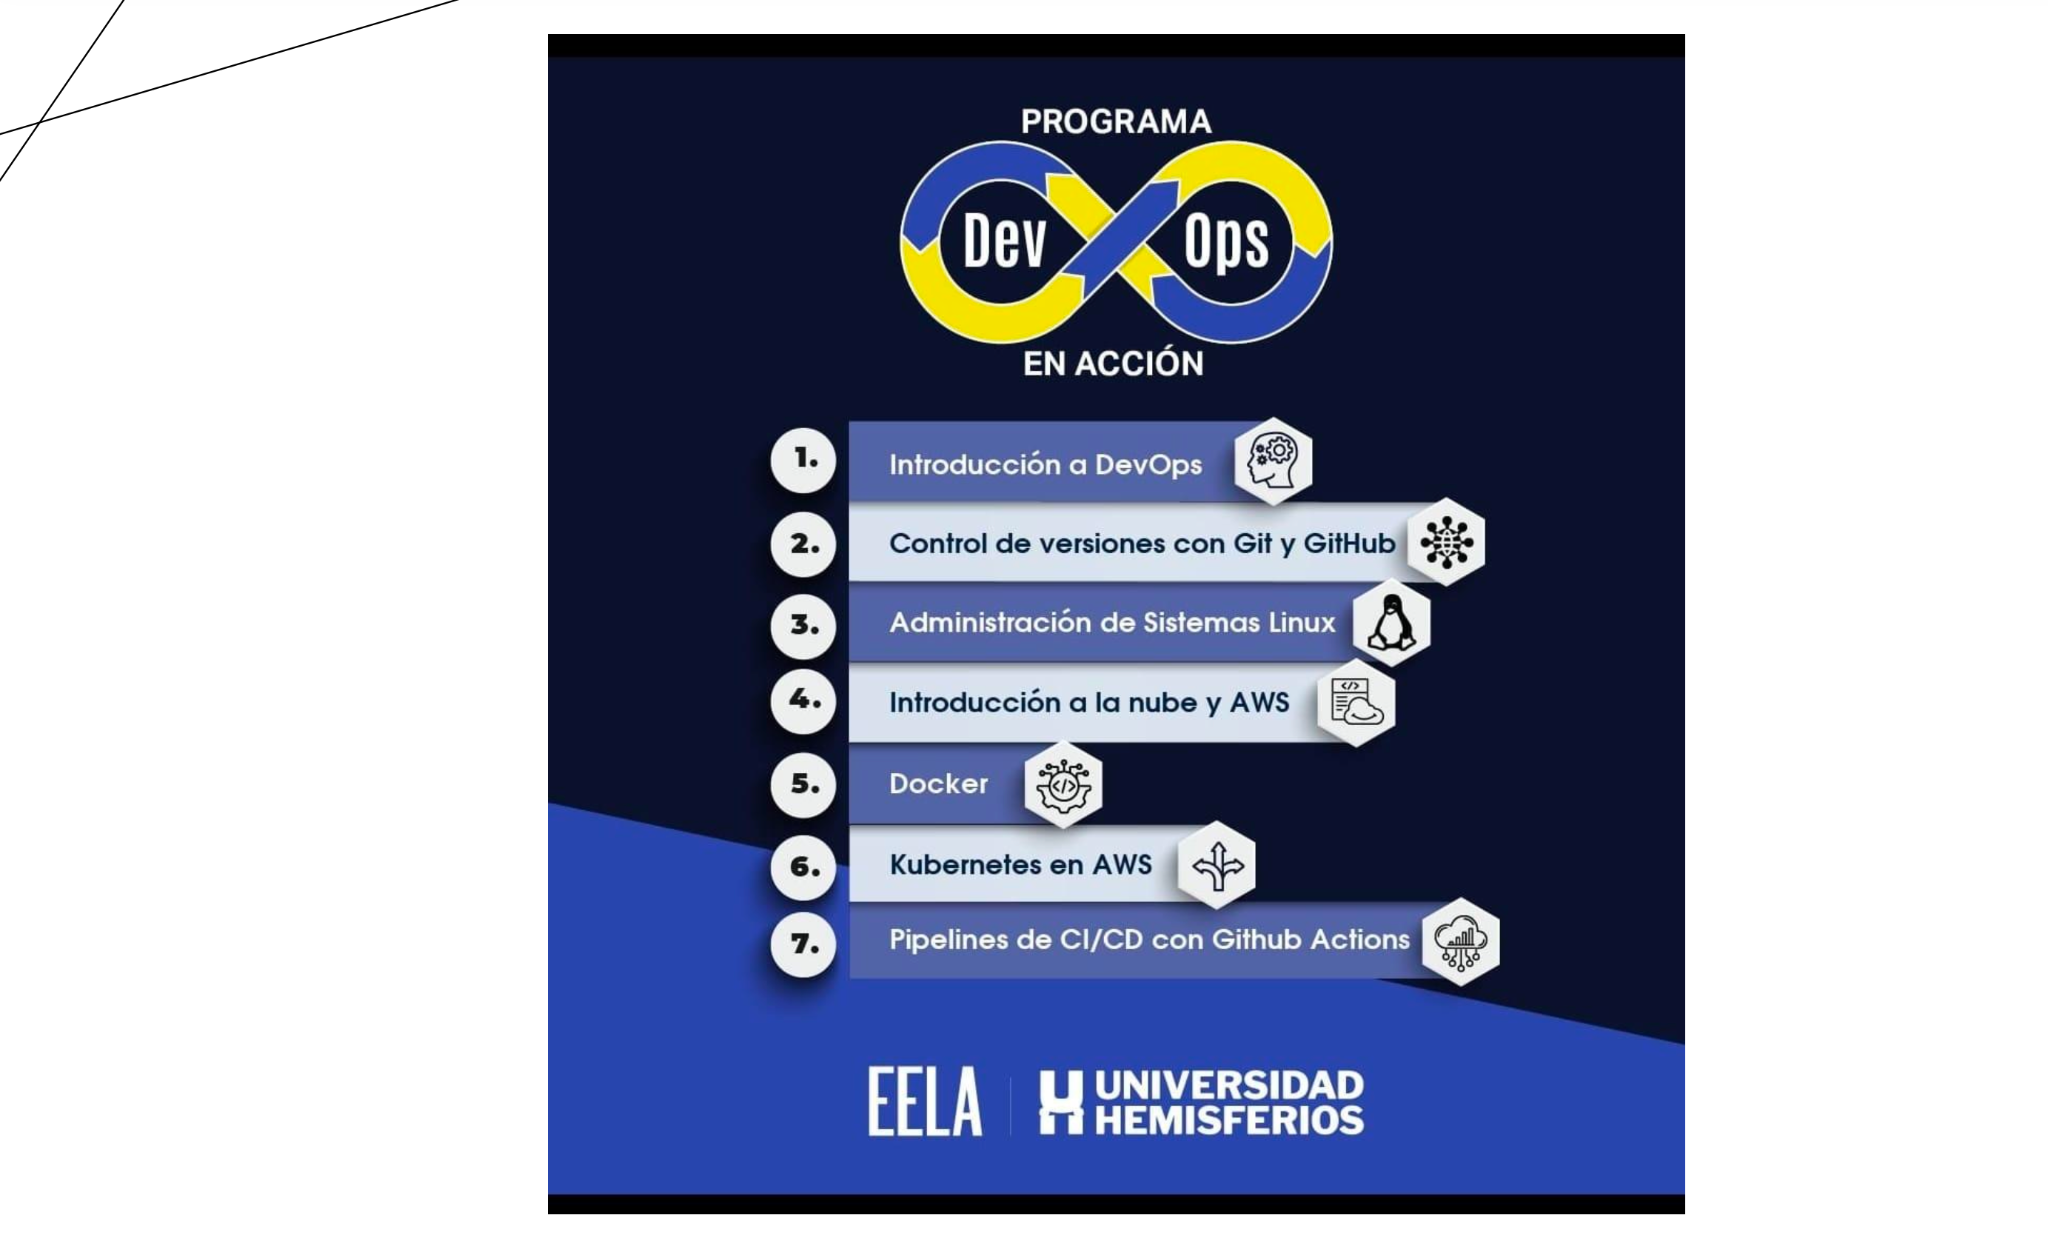 PROGRAMA
Dev Ops
EN ACCIÓN
1. Introducción a DevOps
2. Control de versiones con Git y GitHub
3. Administración de Sistemas Linux
4. Introducción a la nube y AWS
5. Docker
6. Kubernetes en AWS
7. Pipelines de CI/CD con Github Actions
EELA
UNIVERSIDAD
HEMISFERIOS